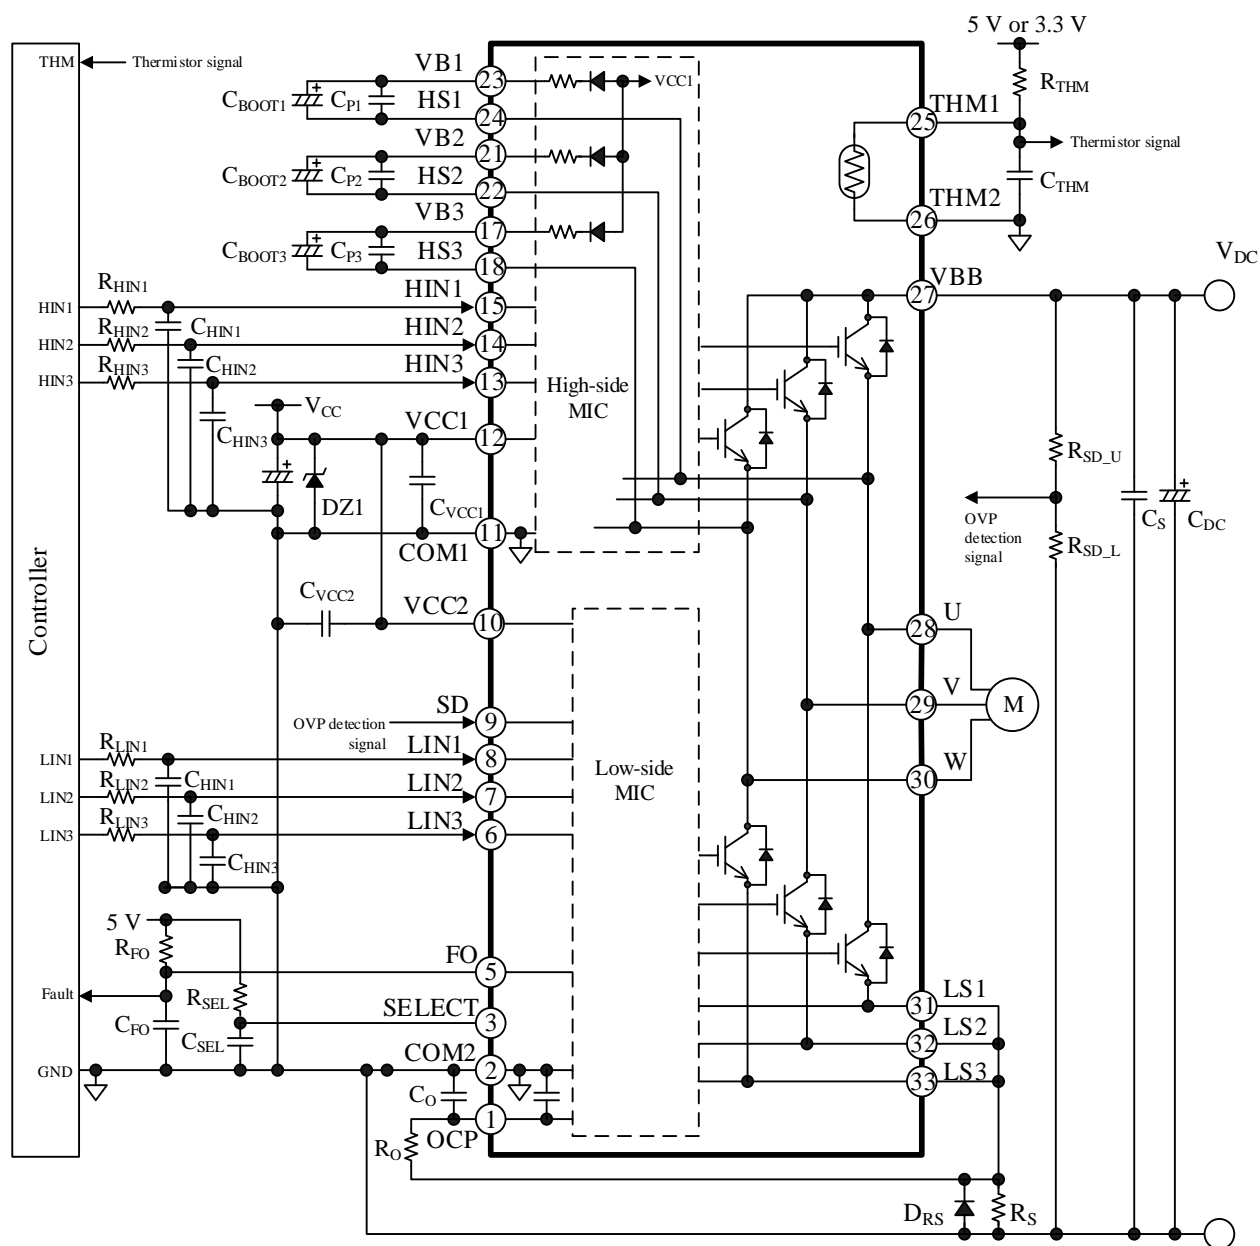 5 V or 3.3 V
THM
Thermistor signal
VB1
23
VCC1
RTHM
CBOOT1
CP1
HS1
24
THM1
25
Thermistor signal
VB2
21
CBOOT2
CP2
HS2
22
CTHM
THM2
26
VB3
17
CBOOT3
CP3
HS3
18
VDC
VBB
27
RHIN1
HIN1
HIN1
15
RHIN2
CHIN1
HIN2
HIN2
14
RHIN3
CHIN2
HIN3
HIN3
13
High-side
MIC
VCC
CHIN3
VCC1
12
RSD_U
DZ1
CVCC1
OVP
detection
signal
CS
CDC
11
COM1
RSD_L
Controller
CVCC2
VCC2
10
U
28
V
29
M
SD
OVP detection
signal
9
RLIN1
LIN1
LIN1
8
W
30
RLIN2
CHIN1
LIN2
LIN2
7
Low-side
MIC
RLIN3
CHIN2
LIN3
LIN3
6
CHIN3
5 V
RFO
FO
5
Fault
RSEL
SELECT
3
LS1
31
CFO
CSEL
LS2
32
COM2
GND
2
LS3
33
CO
1
OCP
RO
DRS
RS